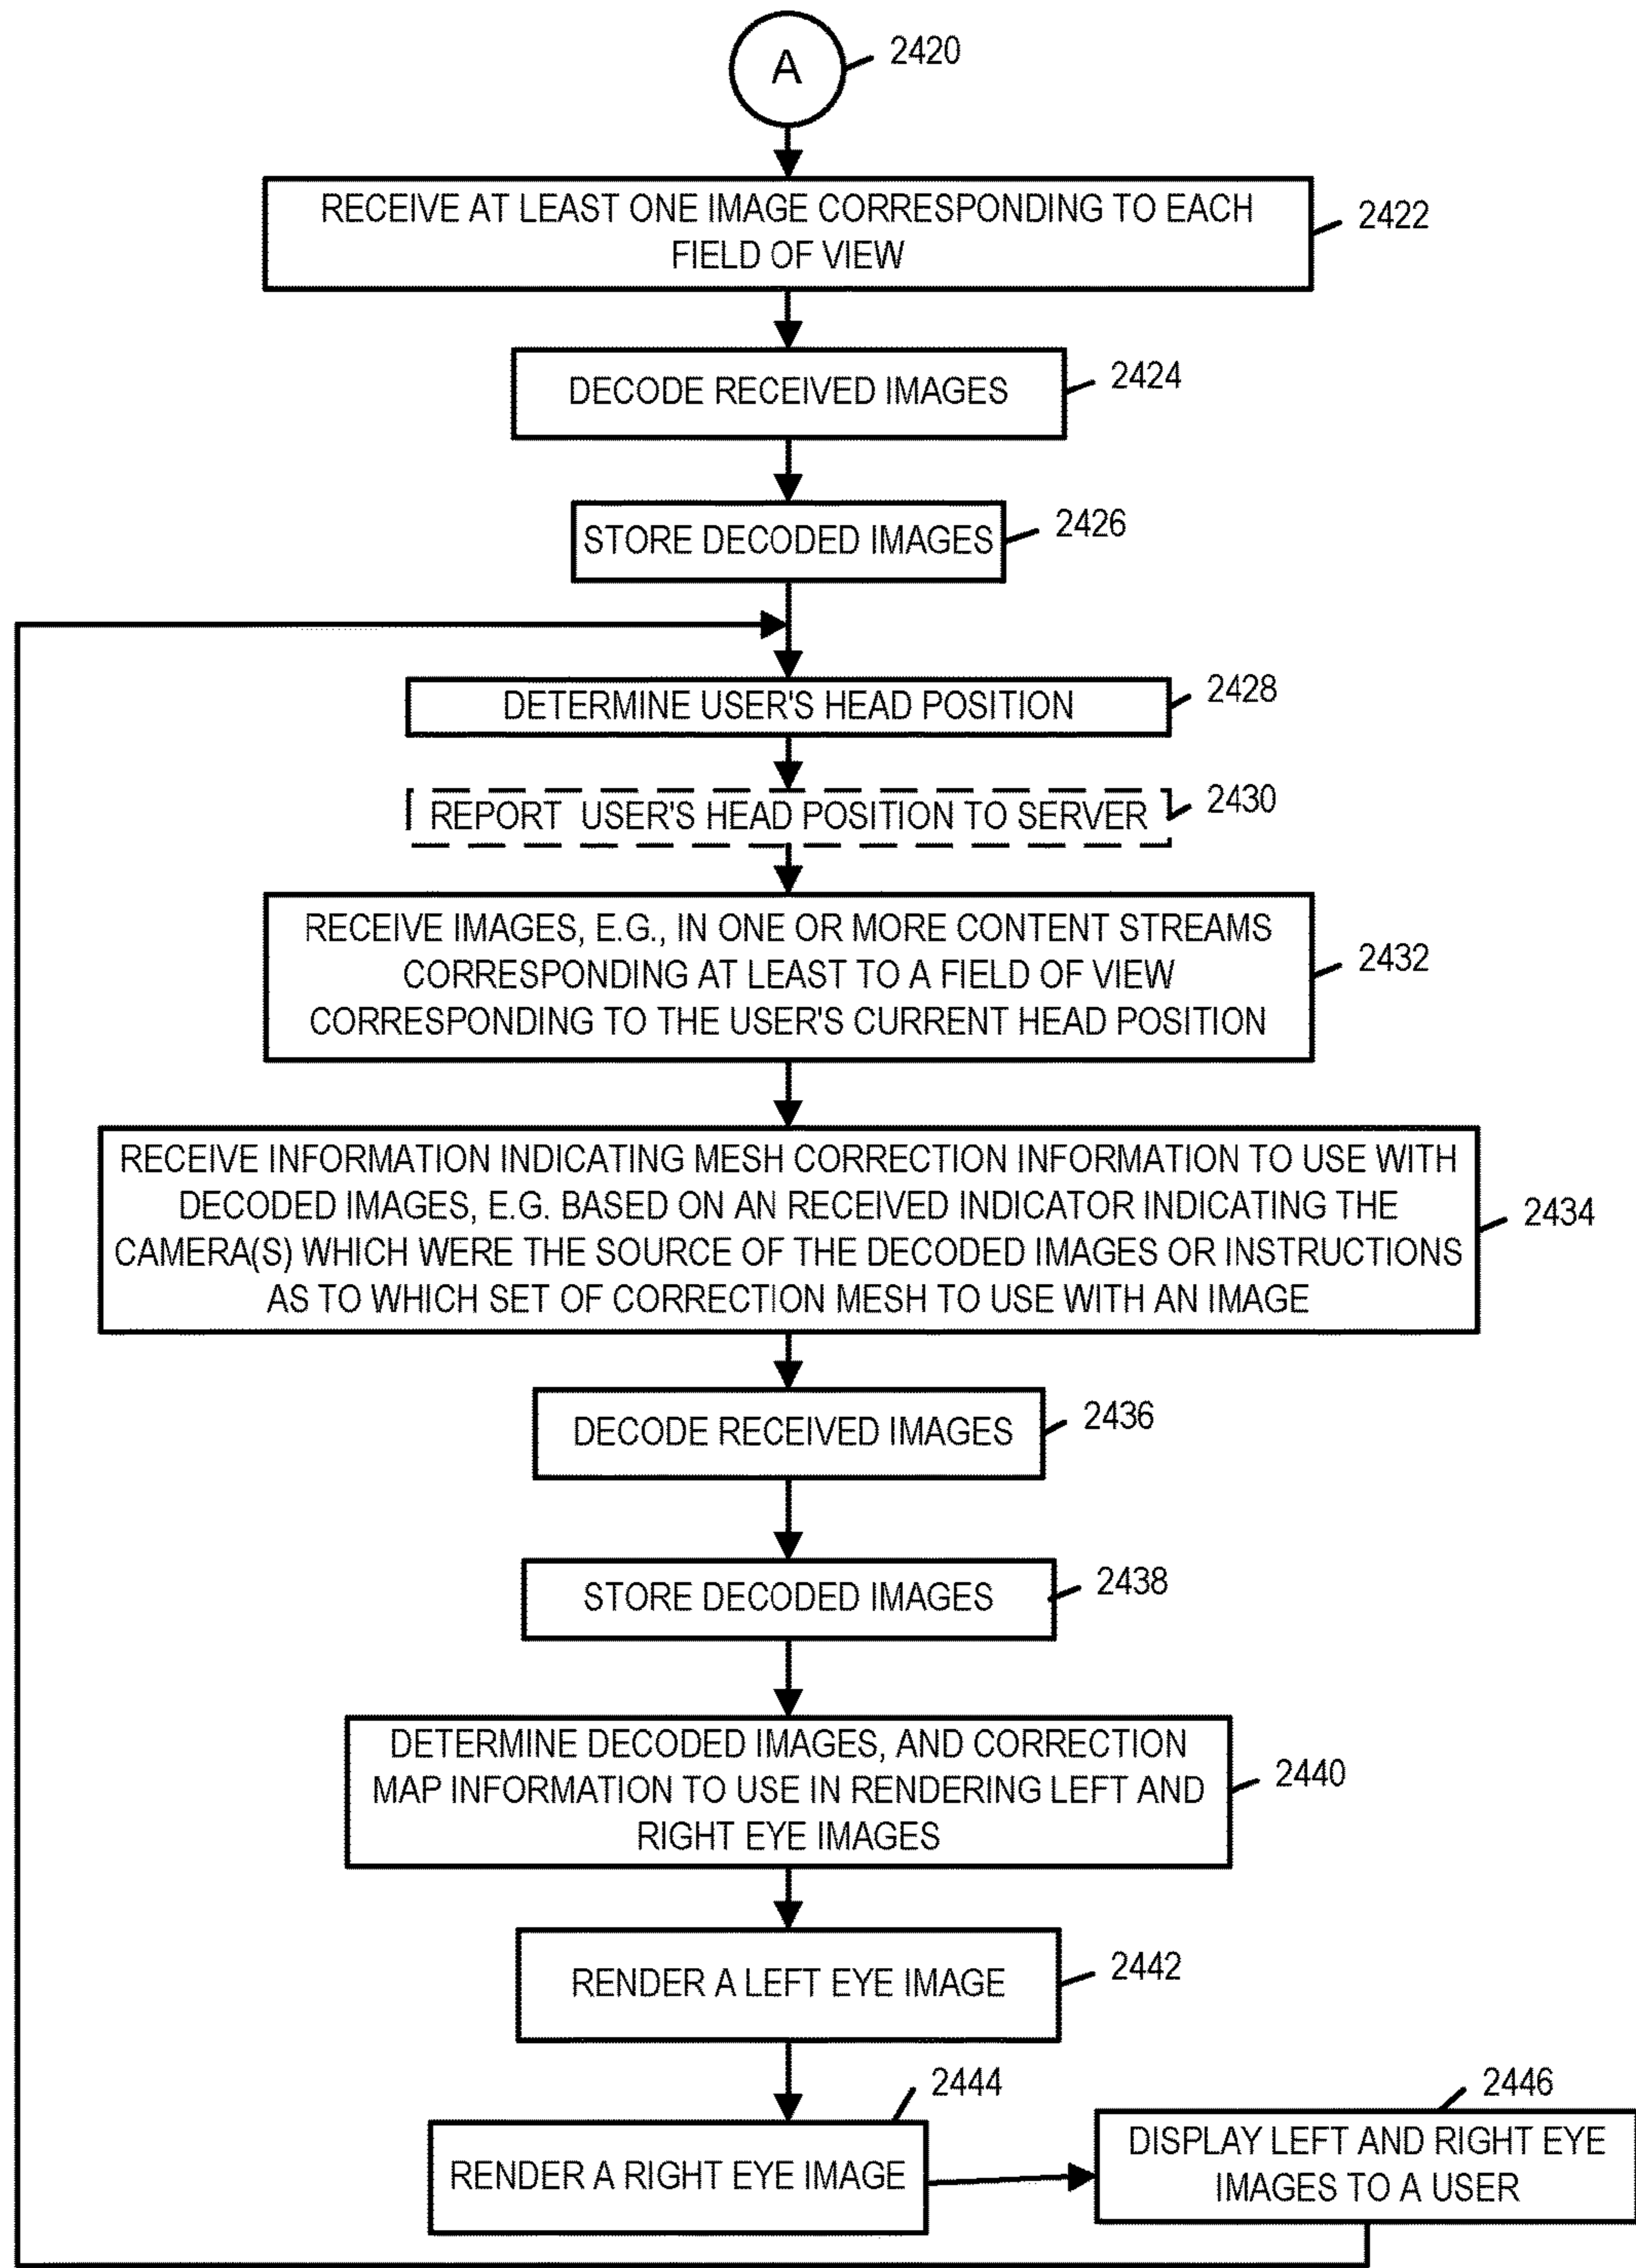 A
2420
RECEIVE AT LEAST ONE IMAGE CORRESPONDING TO EACH
FIELD OF VIEW
2422
DECODE RECEIVED IMAGES
2424
STORE DECODED IMAGES
2426
DETERMINE USER'S HEAD POSITION
2428
REPORT USER'S HEAD POSITION TO SERVER
2430
RECEIVE IMAGES, E.G., IN ONE OR MORE CONTENT STREAMS
CORRESPONDING AT LEAST TO A FIELD OF VIEW
CORRESPONDING TO THE USER'S CURRENT HEAD POSITION
2432
RECEIVE INFORMATION INDICATING MESH CORRECTION INFORMATION TO USE WITH
DECODED IMAGES, E.G. BASED ON AN RECEIVED INDICATOR INDICATING THE
CAMERA(S) WHICH WERE THE SOURCE OF THE DECODED IMAGES OR INSTRUCTIONS
AS TO WHICH SET OF CORRECTION MESH TO USE WITH AN IMAGE
2434
DECODE RECEIVED IMAGES
2436
STORE DECODED IMAGES
2438
DETERMINE DECODED IMAGES, AND CORRECTION
MAP INFORMATION TO USE IN RENDERING LEFT AND
RIGHT EYE IMAGES
2440
RENDER A LEFT EYE IMAGE
2442
RENDER A RIGHT EYE IMAGE
2444
DISPLAY LEFT AND RIGHT EYE
IMAGES TO A USER
2446